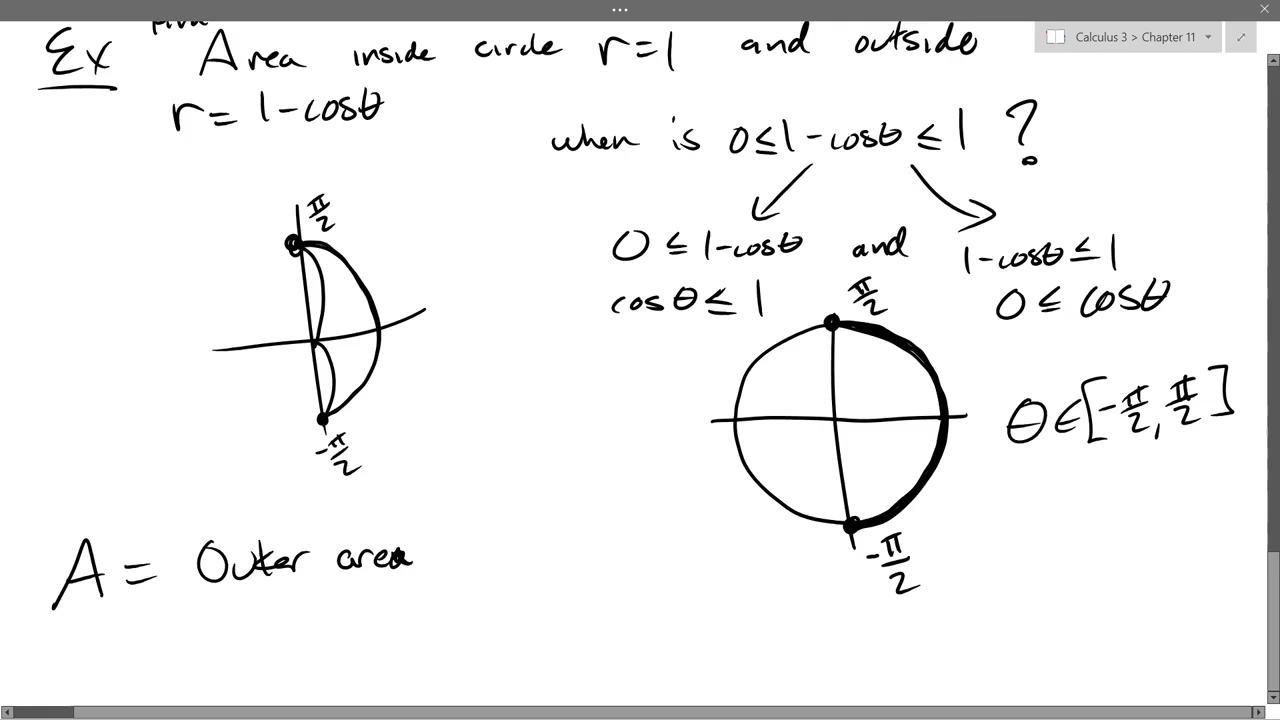 Ex Area inside circle r=1 and outside
r= 1-cosθ
when is 0≤1-cosθ≤1 ?
0≤1-cosθ and 1-cosθ≤1
cosθ≤1 0≤cosθ
π/2
-π/2
π/2
-π/2
θ∈[-π/2, π/2]
A= Outer area
Calculus 3 > Chapter 11